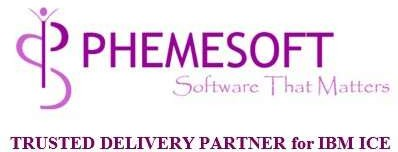 PHEMESOFT
Software That Matters
TRUSTED DELIVERY PARTNER for IBM ICE